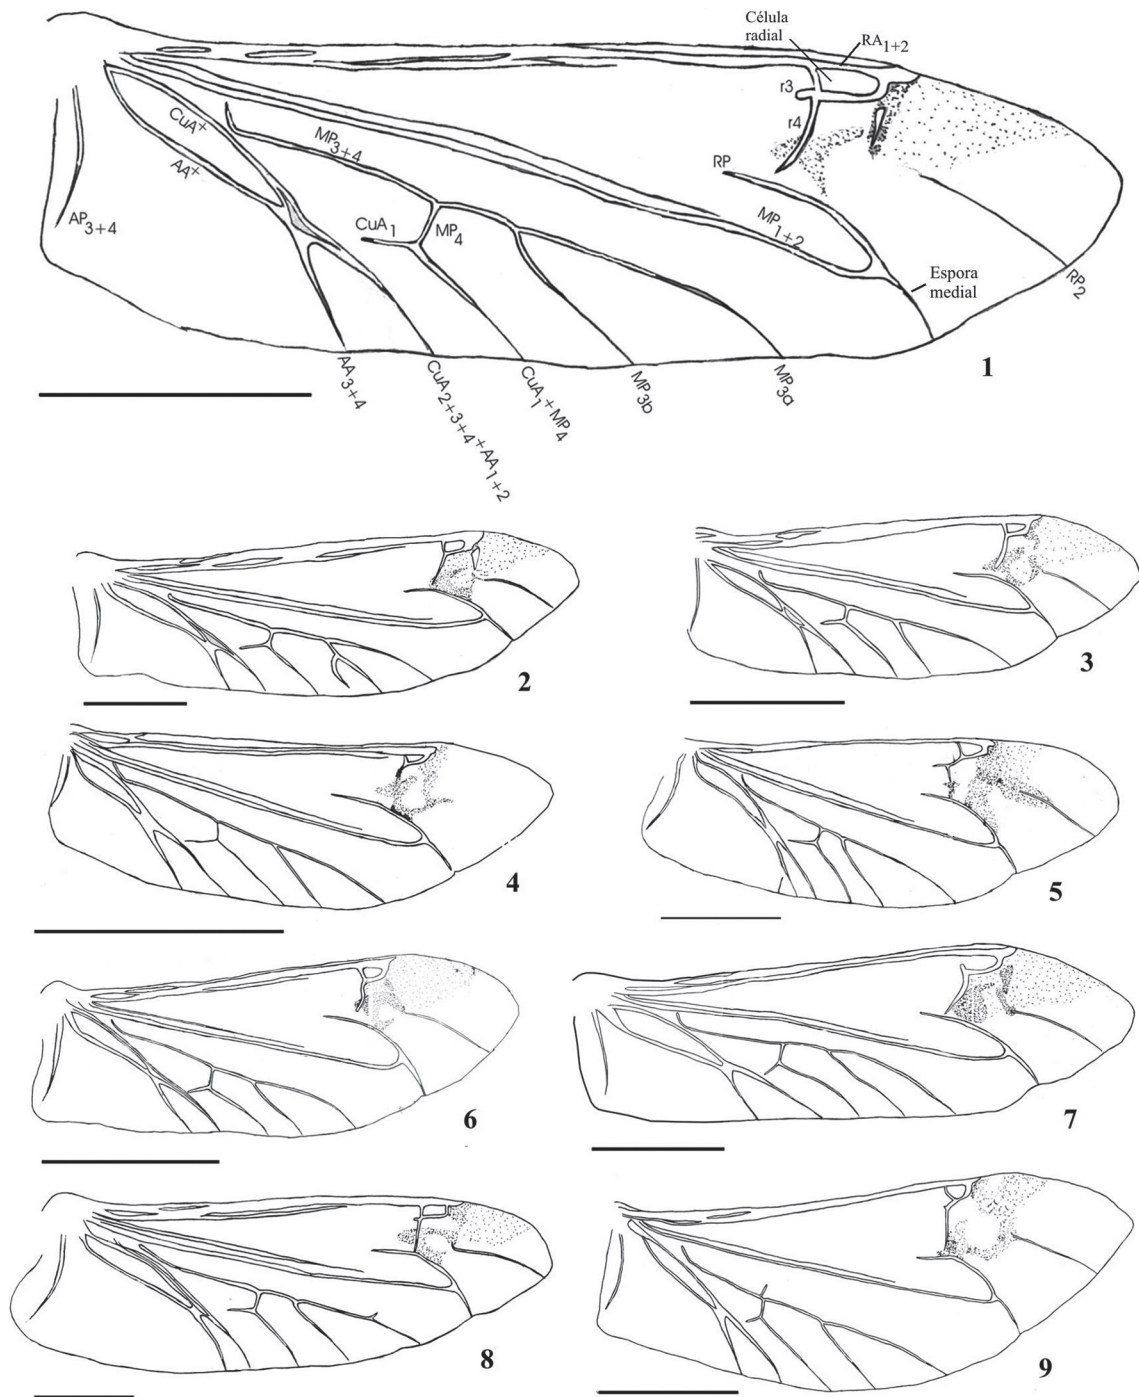 Célula
radial
RA1+2
r3
r4
CuA+
MP3+4
AA+
RP
AP3+4
CuA1
MP4
MP1+2
Espora
medial
RP2
1
AA3+4
CuA2+3+4+AA1+2
CuA1+MP4
MP3b
MP3a
2
3
4
5
6
7
8
9